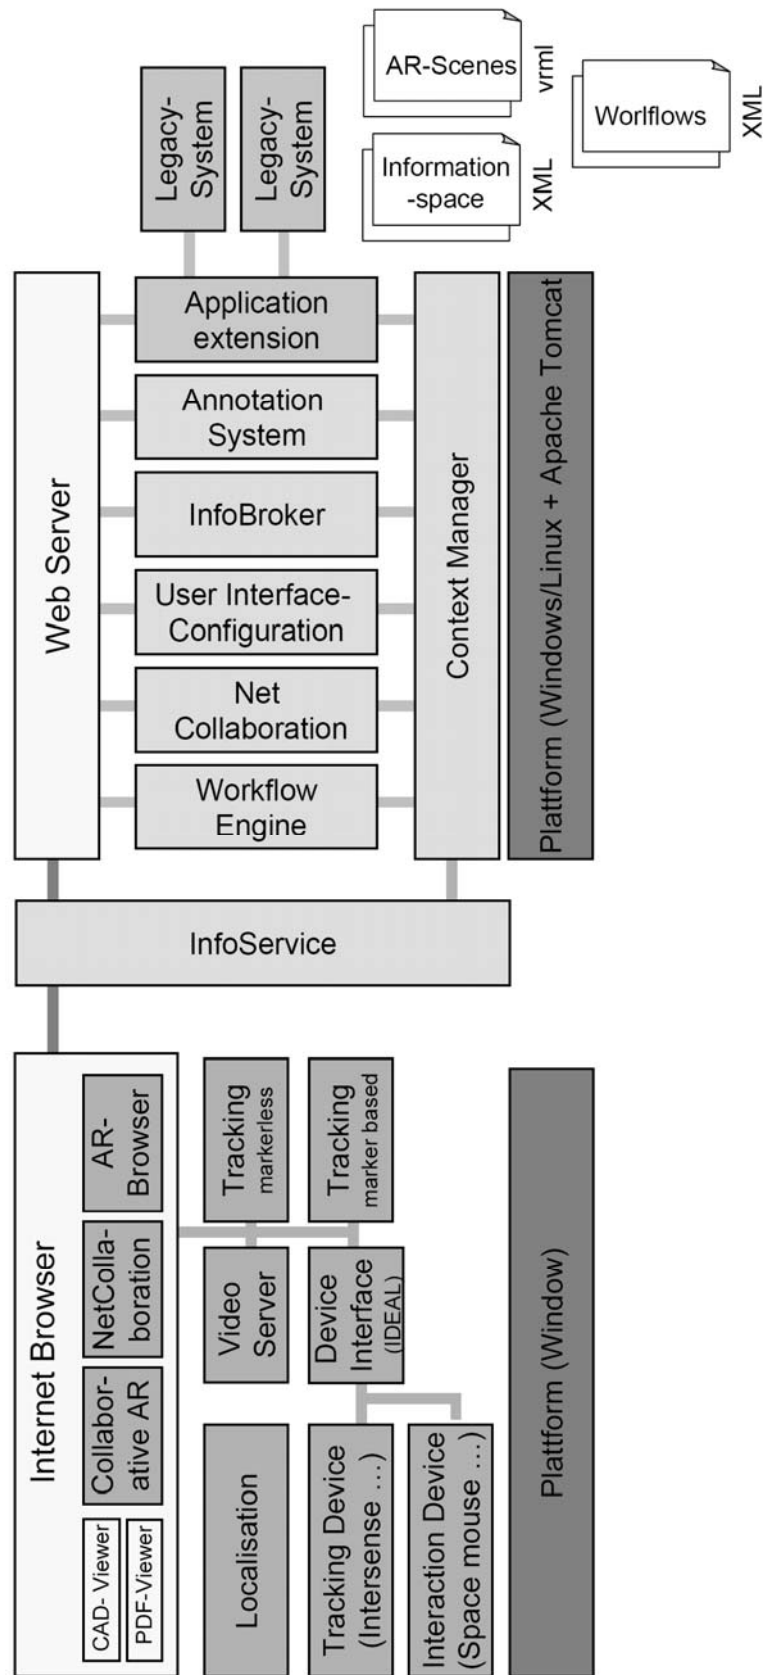 AR-Scenes
vrml
Worlflows
XML
Information
-space
XML
Legacy-
System
Legacy-
System
Web Server
Application
extension
Annotation
System
InfoBroker
User Interface-
Configuration
Net
Collaboration
Workflow
Engine
Context Manager
Plattform (Windows/Linux + Apache Tomcat)
InfoService
Internet Browser
AR-
Browser
NetColla-
boration
Collabor-
ative AR
CAD- Viewer
PDF-Viewer
Tracking
markerless
Tracking
marker based
Video
Server
Device
Interface
(IDEAL)
Localisation
Tracking Device
(Intersense ...)
Interaction Device
(Space mouse ...)
Plattform (Window)